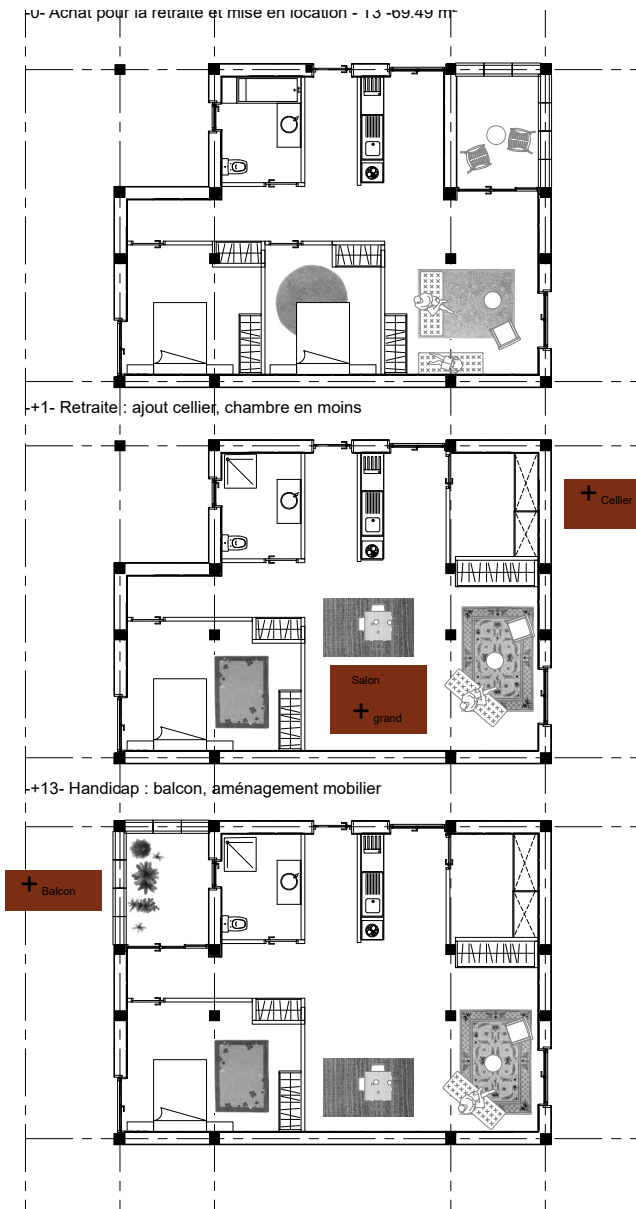 -0- Achat pour la retraite et mise en location - T3 -69.49 m²
-+1- Retraite : ajout cellier, chambre en moins
+ Cellier
Salon
+ grand
-+13- Handicap : balcon, aménagement mobilier
+ Balcon